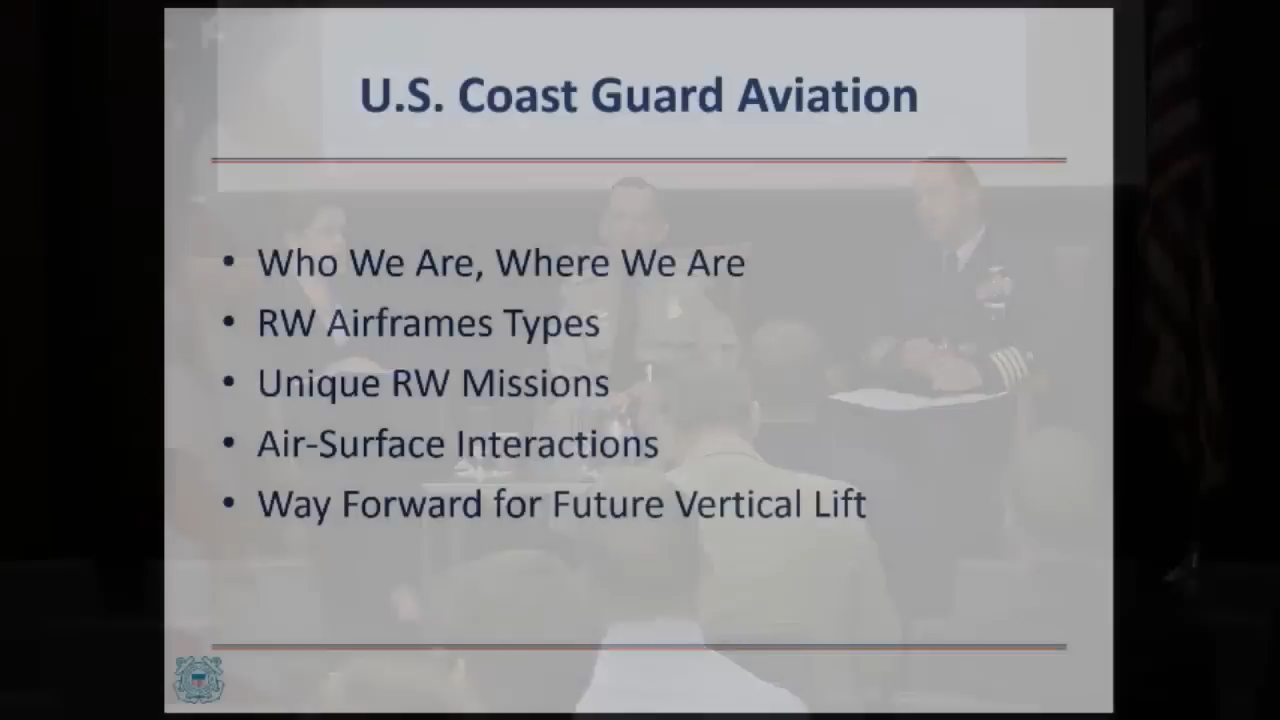 U.S. Coast Guard Aviation
• Who We Are, Where We Are
• RW Airframes Types
• Unique RW Missions
• Air-Surface Interactions
• Way Forward for Future Vertical Lift